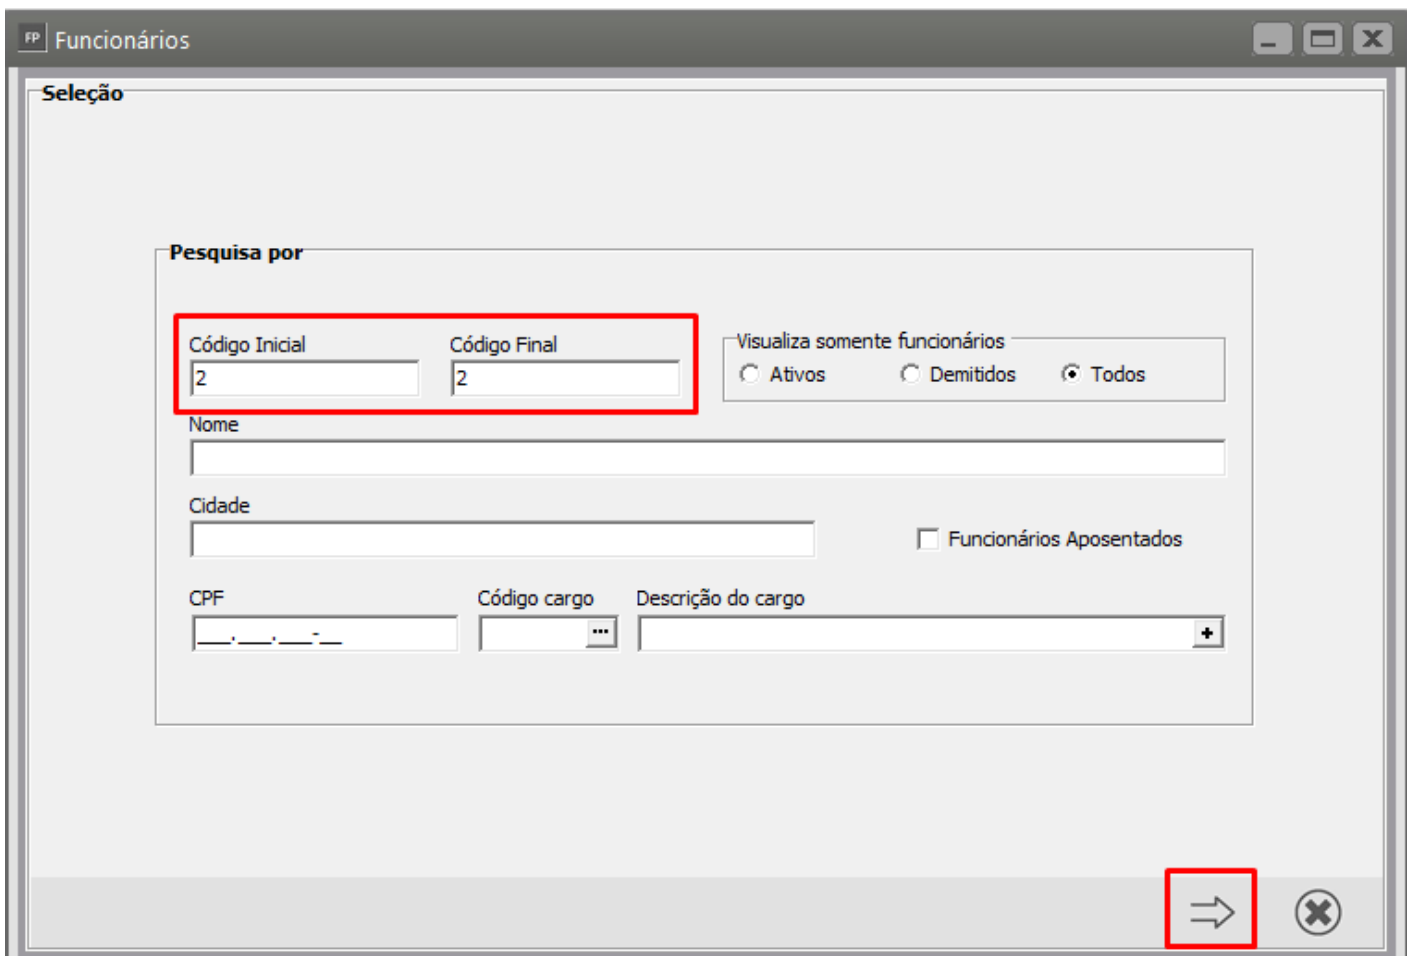 FP Funcionários
Seleção
Pesquisa por
Código Inicial Código Final
2 2
Visualiza somente funcionários
Ativos Demitidos Todos
Nome
Cidade
Funcionários Aposentados
CPF Código cargo Descrição do cargo
___.___.___-__ ... +